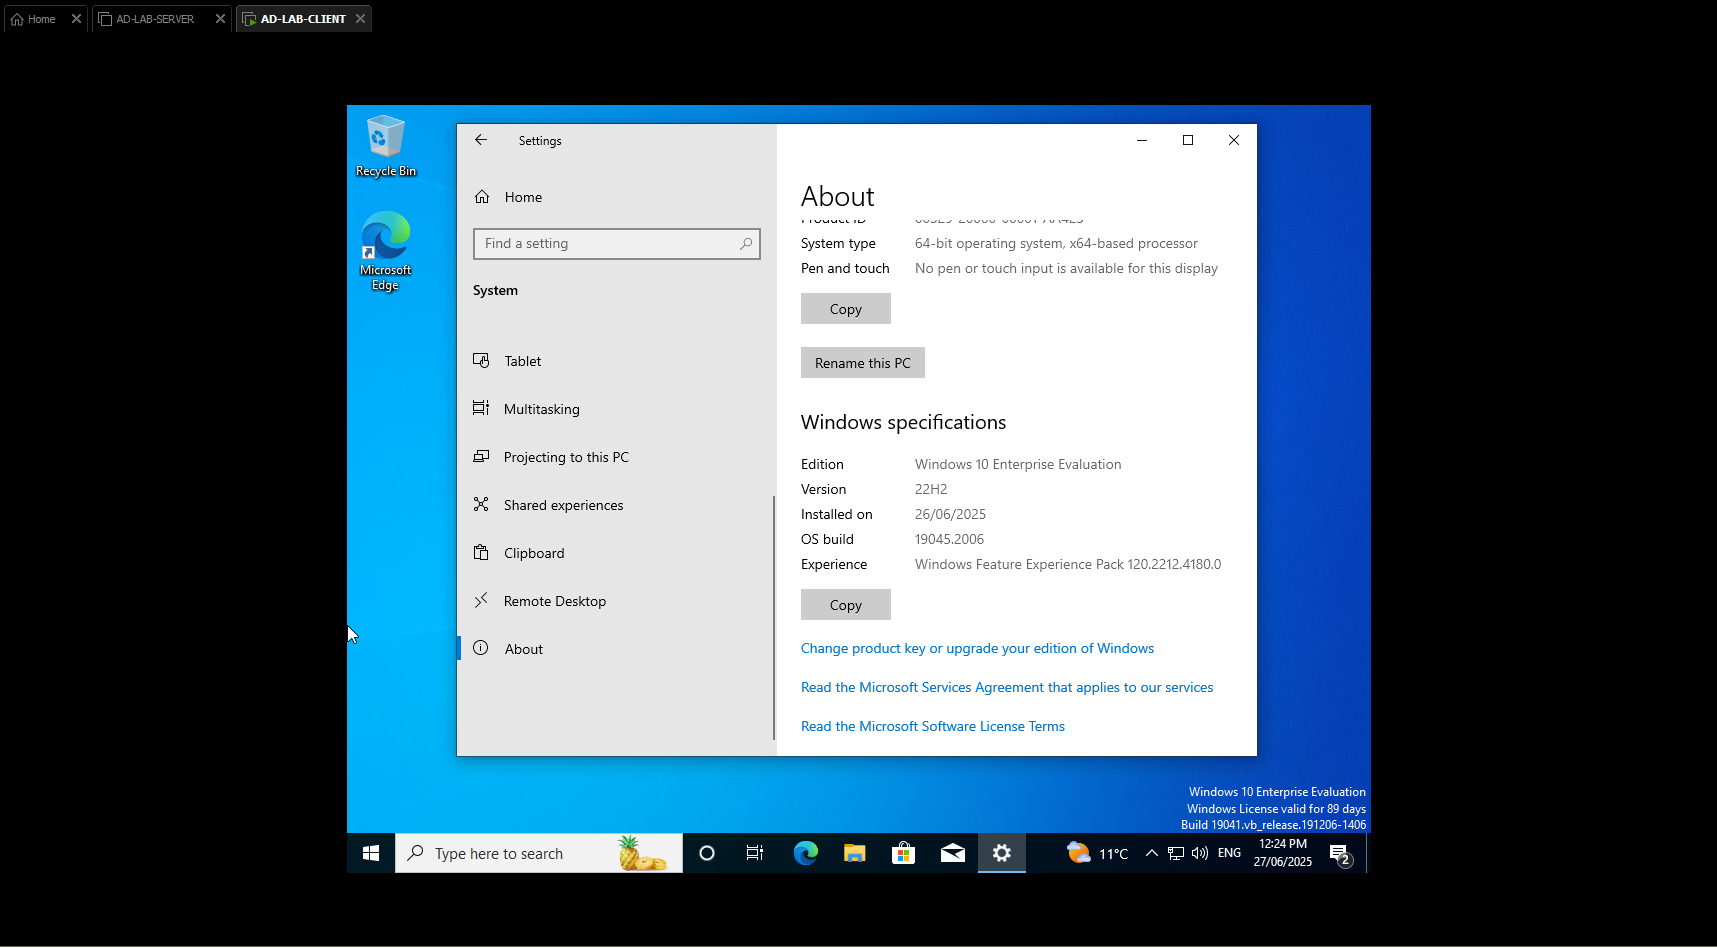 Home
AD-LAB-SERVER
AD-LAB-CLIENT
Recycle Bin
Microsoft
Edge
Settings
Home
Find a setting
System
Tablet
Multitasking
Projecting to this PC
Shared experiences
Clipboard
Remote Desktop
About
About
System type 64-bit operating system, x64-based processor
Pen and touch No pen or touch input is available for this display
Copy
Rename this PC
Windows specifications
Edition Windows 10 Enterprise Evaluation
Version 22H2
Installed on 26/06/2025
OS build 19045.2006
Experience Windows Feature Experience Pack 120.2212.4180.0
Copy
Change product key or upgrade your edition of Windows
Read the Microsoft Services Agreement that applies to our services
Read the Microsoft Software License Terms
Windows 10 Enterprise Evaluation
Windows License valid for 89 days
Build 19041.vb_release.191206-1406
Type here to search
11°C
ENG
12:24 PM
27/06/2025
2